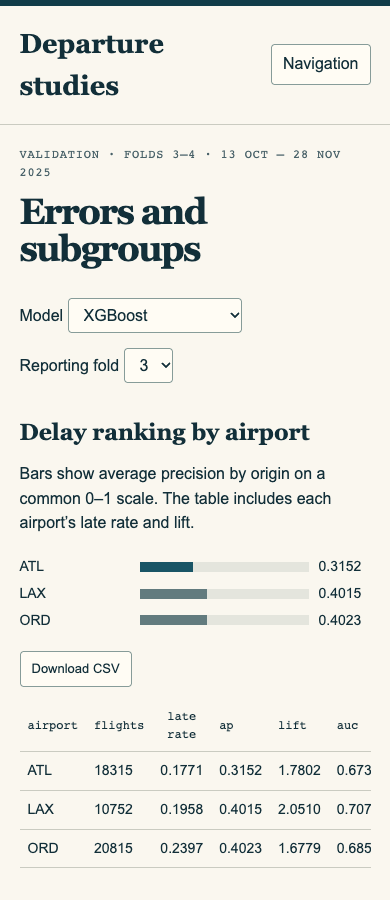 Departure
studies
Navigation
VALIDATION · FOLDS 3–4 · 13 OCT – 28 NOV
2025
Errors and
subgroups
Model XGBoost
Reporting fold 3
Delay ranking by airport
Bars show average precision by origin on a
common 0–1 scale. The table includes each
airport's late rate and lift.
ATL 0.3152
LAX 0.4015
ORD 0.4023
Download CSV
airport flights late rate ap lift auc
ATL 18315 0.1771 0.3152 1.7802 0.673
LAX 10752 0.1958 0.4015 2.0510 0.707
ORD 20815 0.2397 0.4023 1.6779 0.685